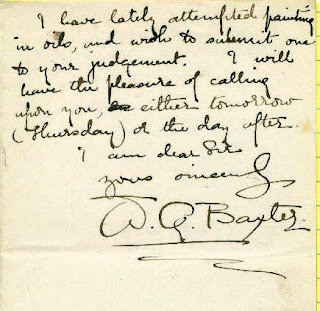 I have lately attempted painting
in oils, and wish to submit one
to your judgement. I will
have the pleasure of calling
upon you, either tomorrow
(Thursday) or the day after.
I am dear Sir
yours sincerely
W. G. Baxter